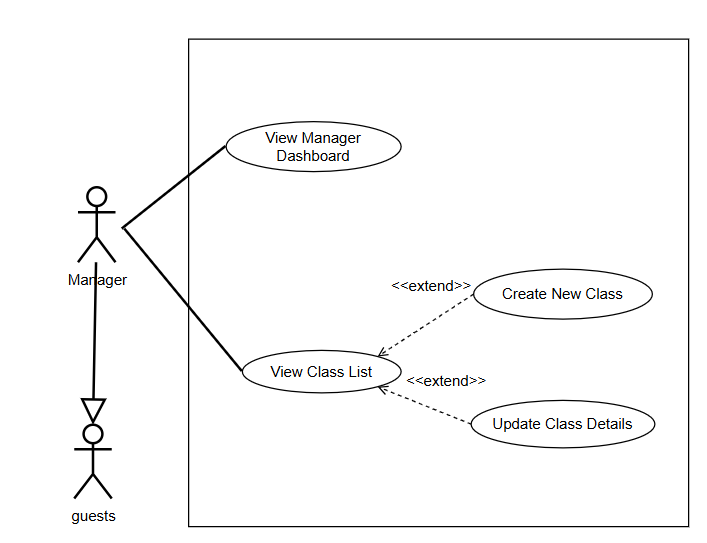 View Manager
Dashboard
Manager
<<extend>>
Create New Class
View Class List
<<extend>>
Update Class Details
guests